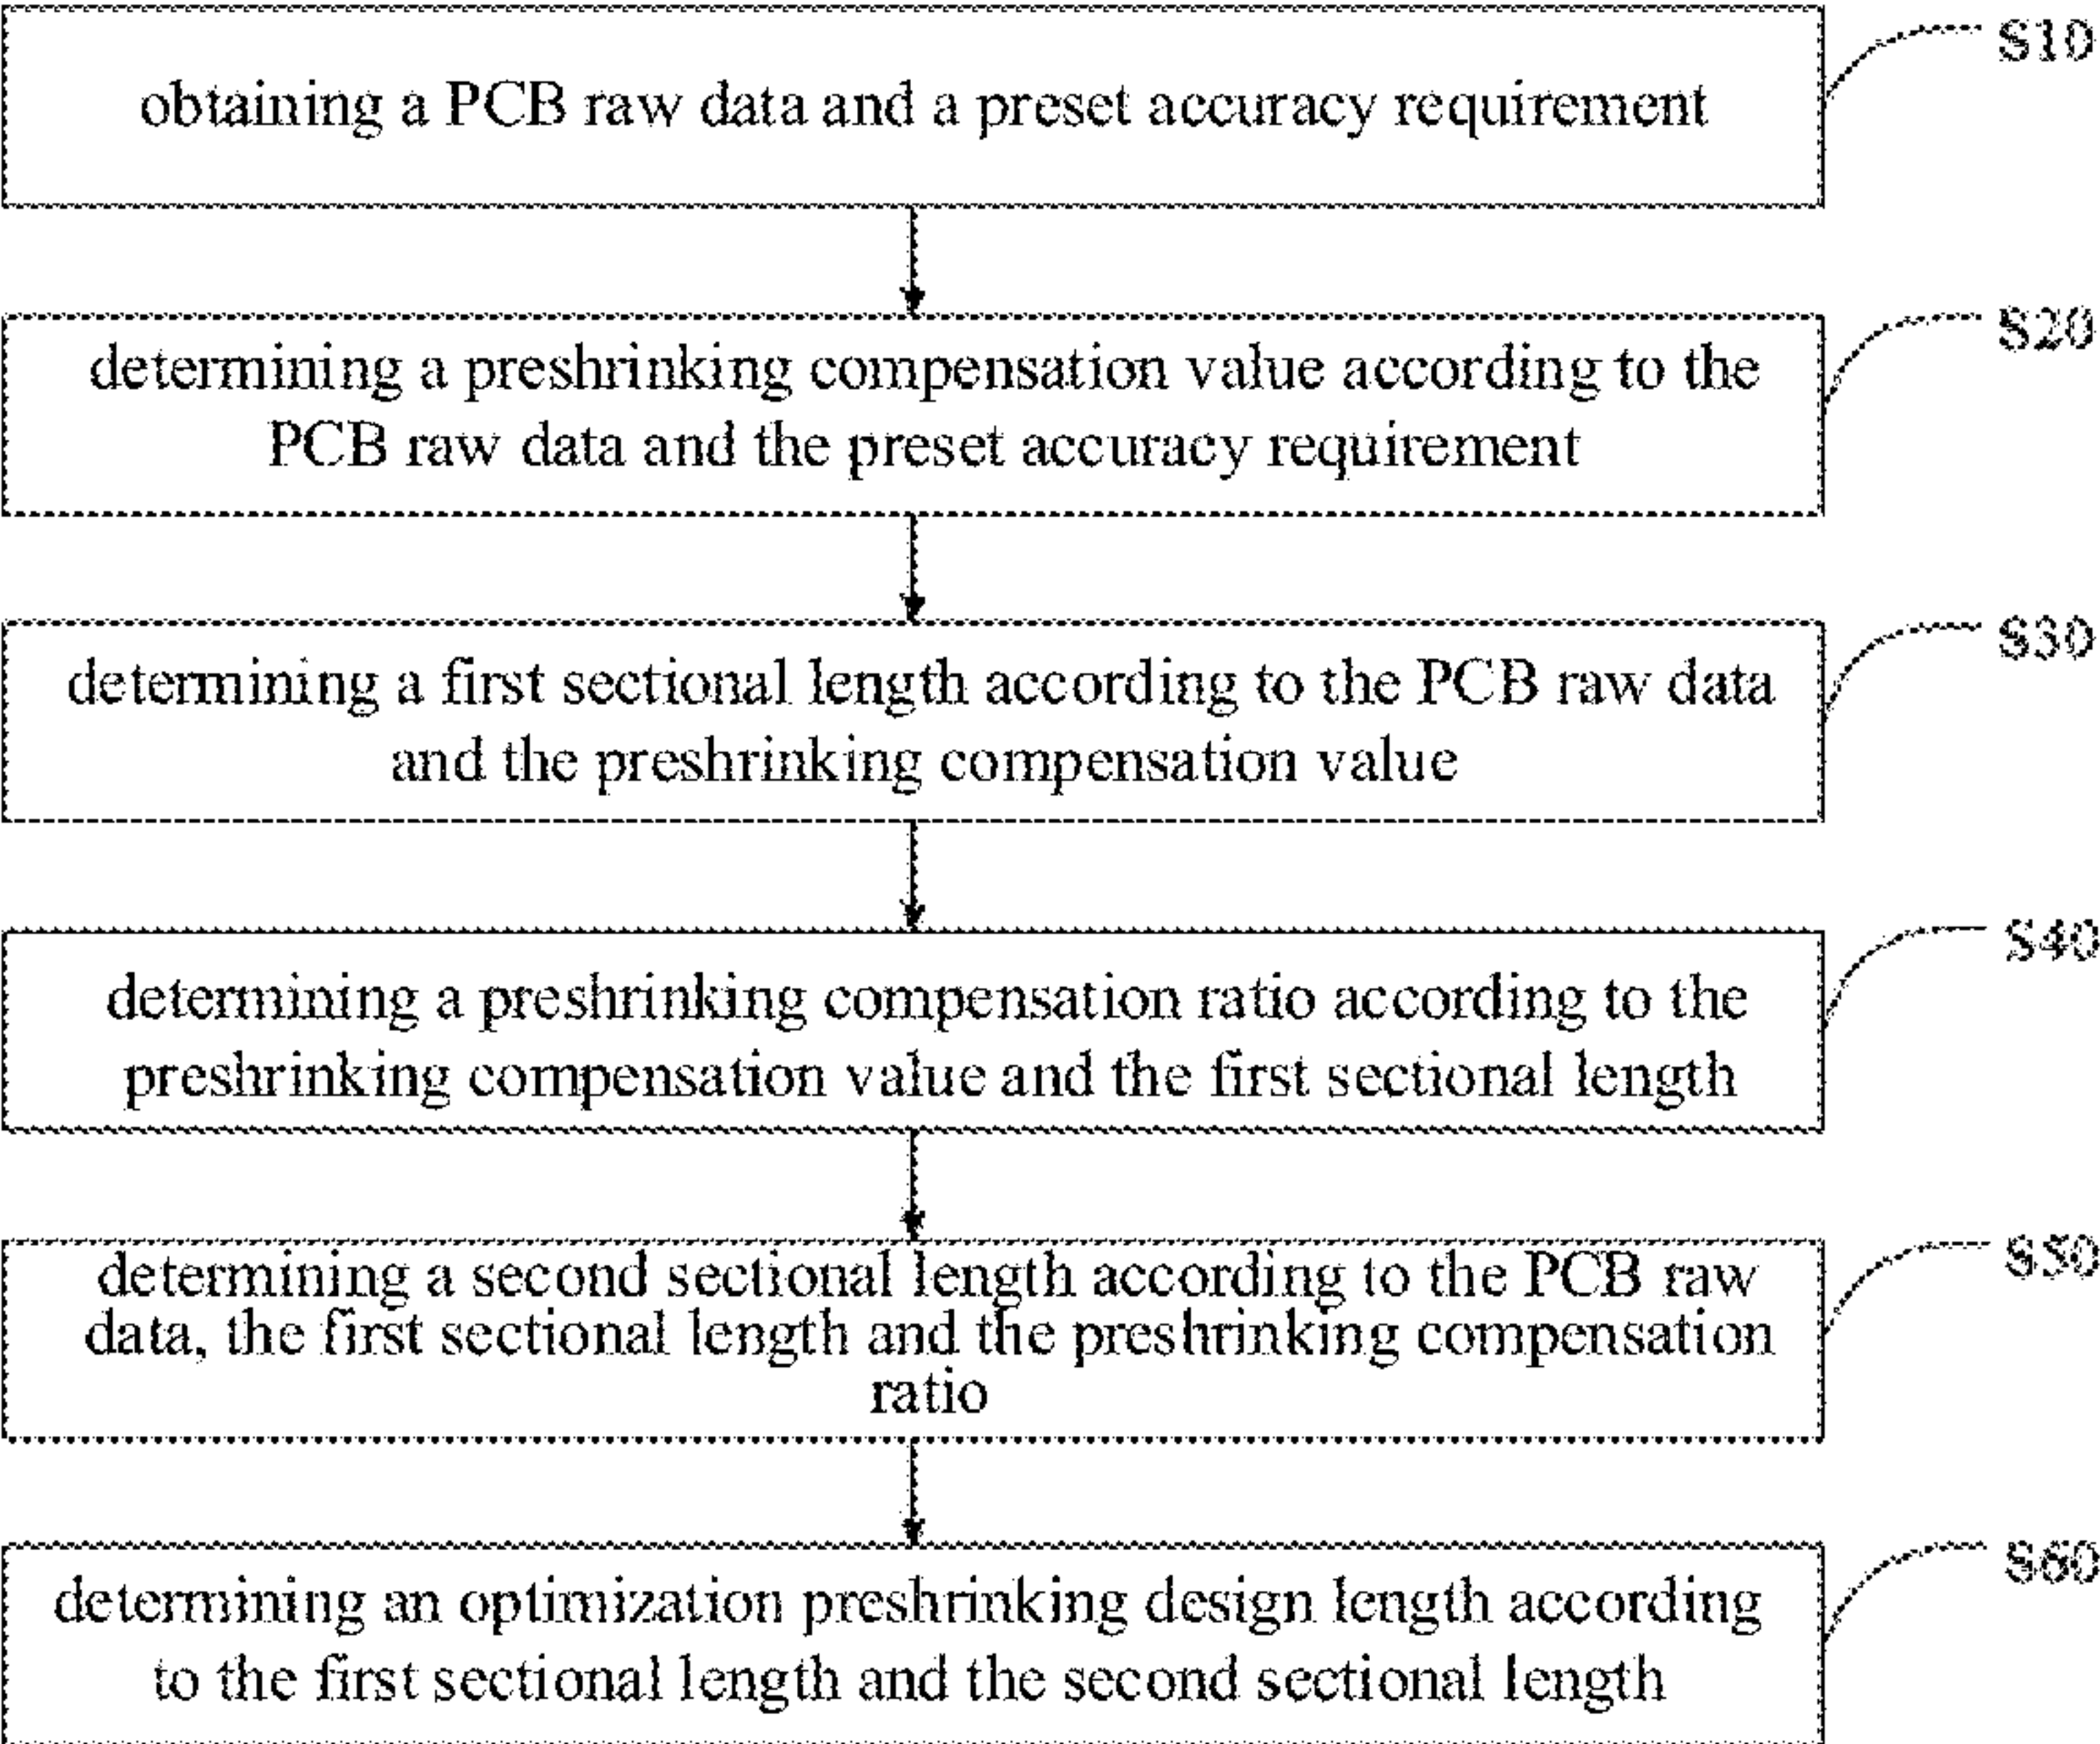 obtaining a PCB raw data and a preset accuracy requirement
S10
determining a preshrinking compensation value according to the
PCB raw data and the preset accuracy requirement
S20
determining a first sectional length according to the PCB raw data
and the preshrinking compensation value
S30
determining a preshrinking compensation ratio according to the
preshrinking compensation value and the first sectional length
S40
determining a second sectional length according to the PCB raw
data, the first sectional length and the preshrinking compensation
ratio
S50
determining an optimization preshrinking design length according
to the first sectional length and the second sectional length
S60